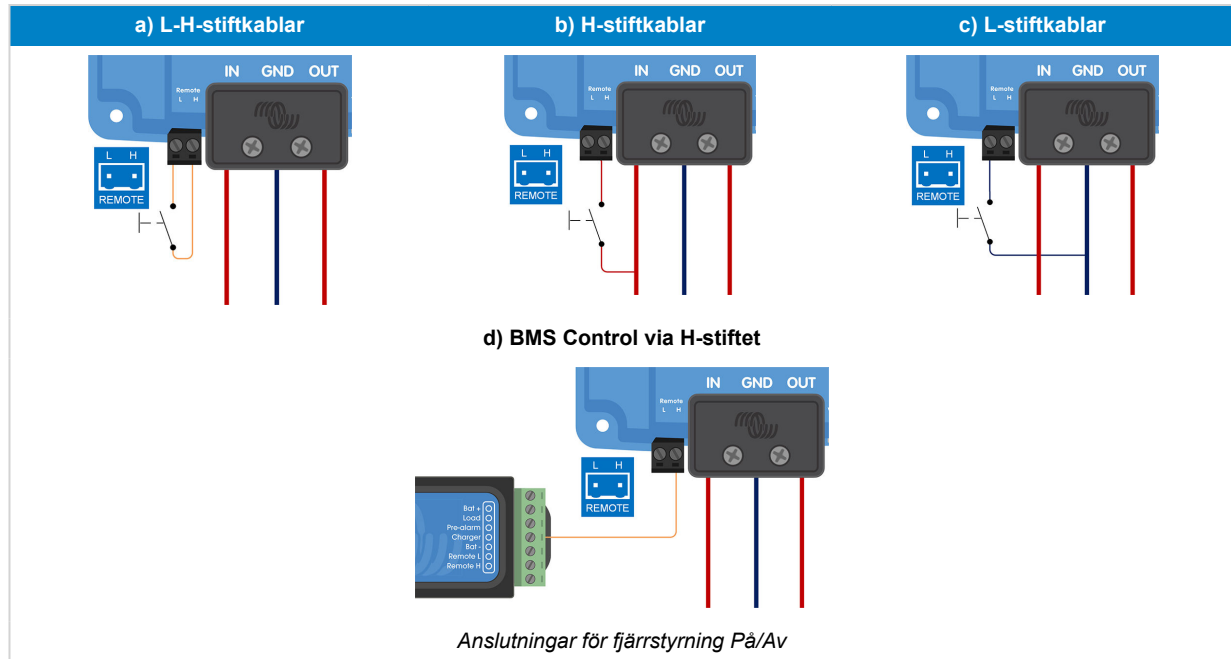 a) L-H-stiftkablar
b) H-stiftkablar
c) L-stiftkablar
IN GND OUT
Remote
L H
L H
REMOTE
IN GND OUT
Remote
L H
L H
REMOTE
IN GND OUT
Remote
L H
L H
REMOTE
d) BMS Control via H-stiftet
IN GND OUT
Remote
L H
L H
REMOTE
Bat +
Load
Pre-alarm
Charger
Bat -
Remote L
Remote H
Anslutningar för fjärrstyrning På/Av